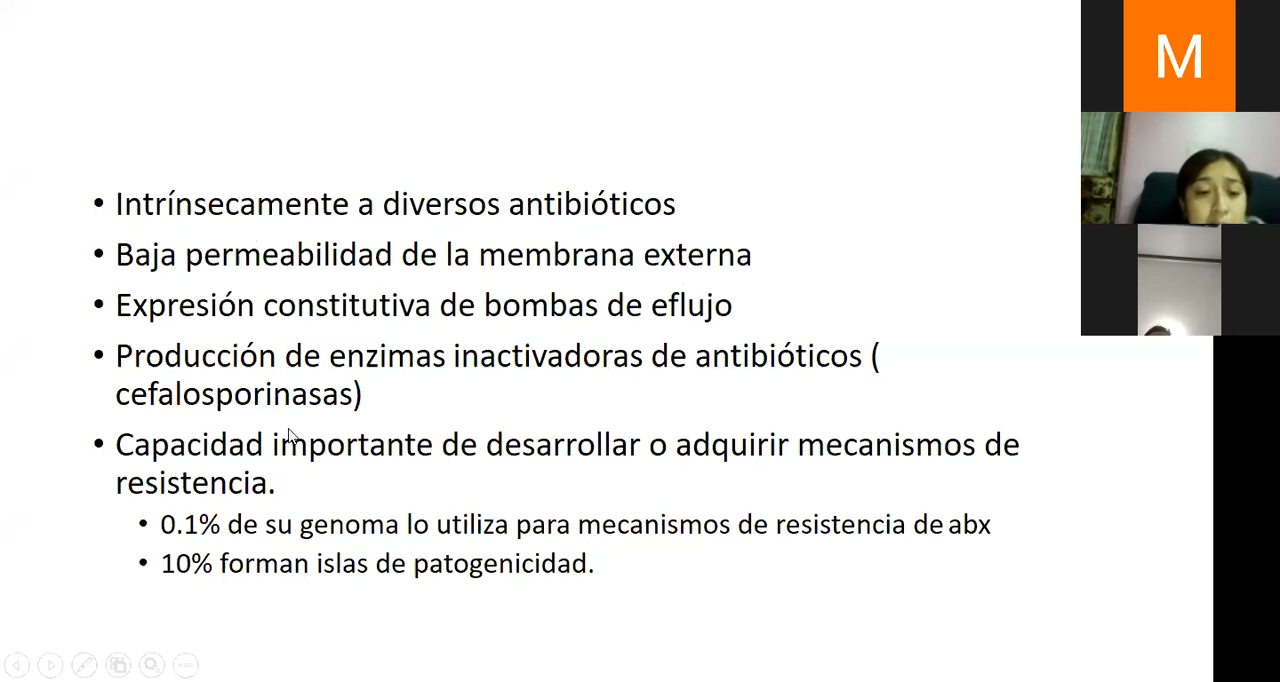 • Intrínsecamente a diversos antibióticos
• Baja permeabilidad de la membrana externa
• Expresión constitutiva de bombas de eflujo
• Producción de enzimas inactivadoras de antibióticos (
cefalosporinasas)
• Capacidad importante de desarrollar o adquirir mecanismos de
resistencia.
• 0.1% de su genoma lo utiliza para mecanismos de resistencia de abx
• 10% forman islas de patogenicidad.
M